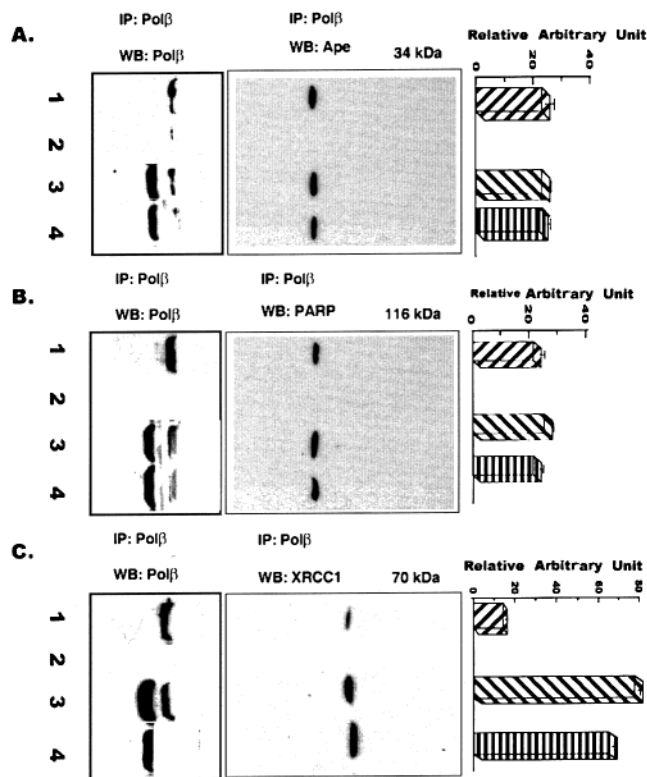 A.
IP: Polβ
WB: Polβ
IP: Polβ
WB: Ape 34 kDa
Relative Arbitrary Unit
0 20 40
1
2
3
4
B.
IP: Polβ
WB: Polβ
IP: Polβ
WB: PARP 116 kDa
Relative Arbitrary Unit
0 20 40
1
2
3
4
C.
IP: Polβ
WB: Polβ
IP: Polβ
WB: XRCC1 70 kDa
Relative Arbitrary Unit
0 20 40 60 80
1
2
3
4